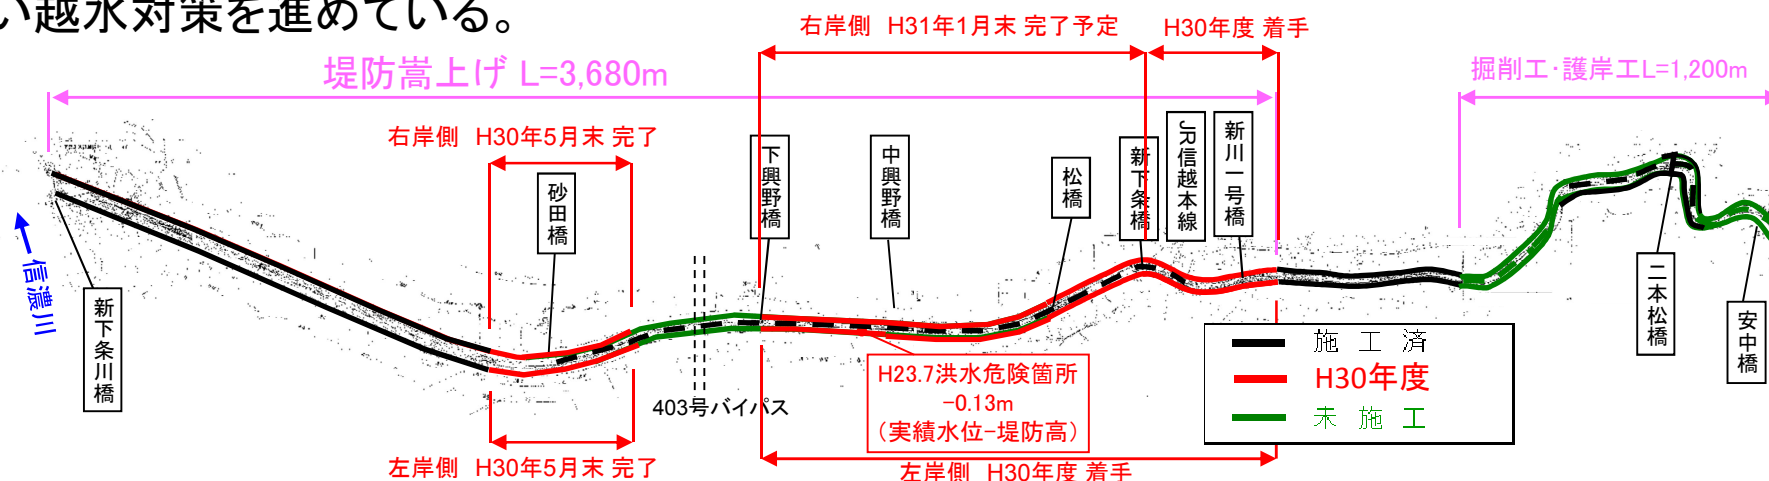 い越水対策を進めている。
右岸側 H31年1月末 完了予定
H30年度 着手
堤防嵩上げ L=3,680m
掘削工・護岸工L=1,200m
右岸側 H30年5月末 完了
砂田橋
下興野橋
中興野橋
松橋
新下条橋
JR信越本線
新川一号橋
信濃川
新下条川橋
二本松橋
安中橋
403号バイパス
H23.7洪水危険箇所
-0.13m
(実績水位-堤防高)
施工済
H30年度
未施工
左岸側 H30年5月末 完了
左岸側 H30年度 着手